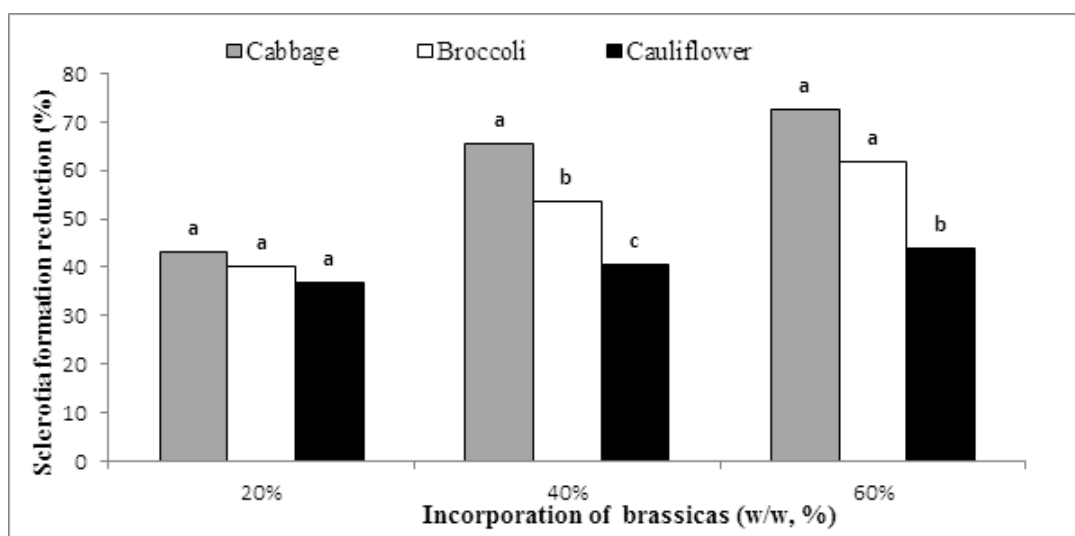 Cabbage Broccoli Cauliflower
Sclerotia formation reduction (%)
80
70
60
50
40
30
20
10
0
a a a
a b c
a a b
20% 40% 60%
Incorporation of brassicas (w/w, %)